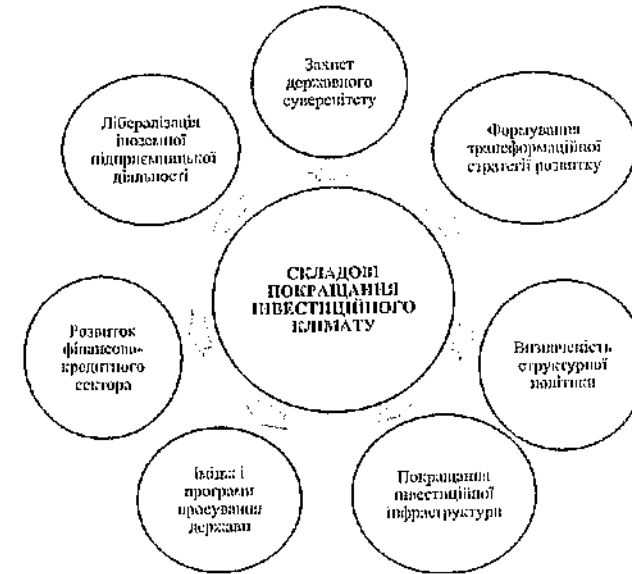 Захист
державного
суверенітету
Формування
трансформаційної
стратегії розвитку
Визначеність
структурної
політики
Покращання
інвестиційної
інфраструктури
Імідж і
програми
просування
держави
Розвиток
фінансово-
кредитного
сектора
Лібералізація
іноземної
підприємницької
діяльності
СКЛАДОВІ
ПОКРАЩАННЯ
ІНВЕСТИЦІЙНОГО
КЛІМАТУ